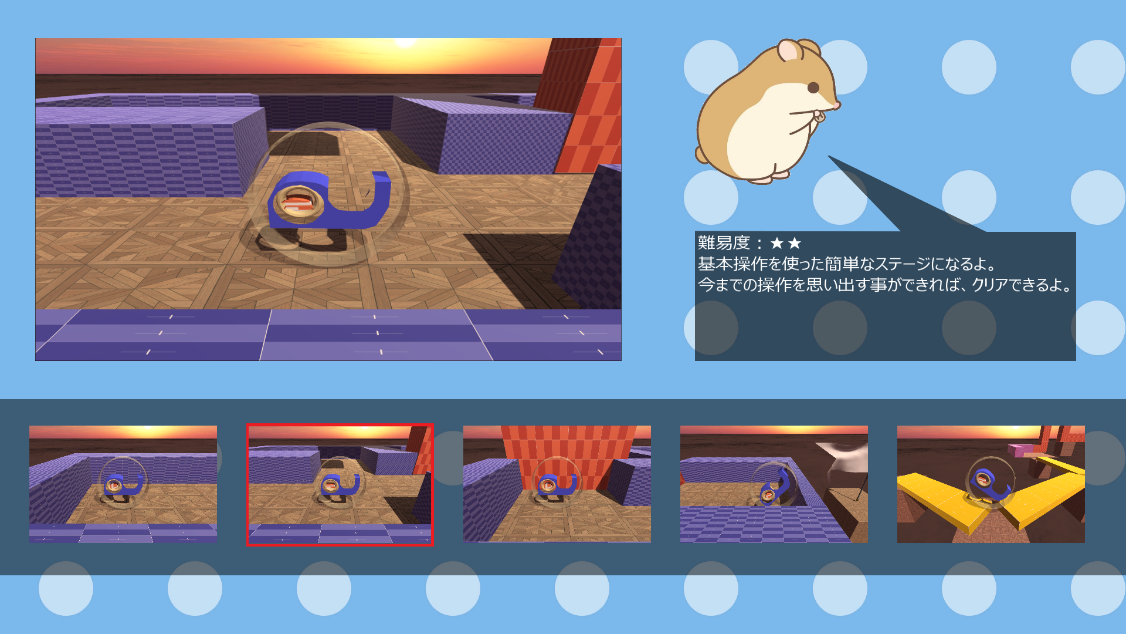 難易度：★★
基本操作を使った簡単なステージになるよ。
今までの操作を思い出す事ができれば、クリアできるよ。